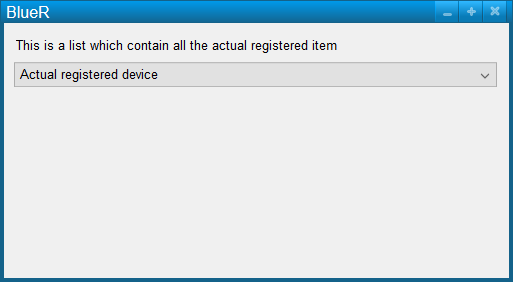 BlueR
This is a list which contain all the actual registered item
Actual registered device